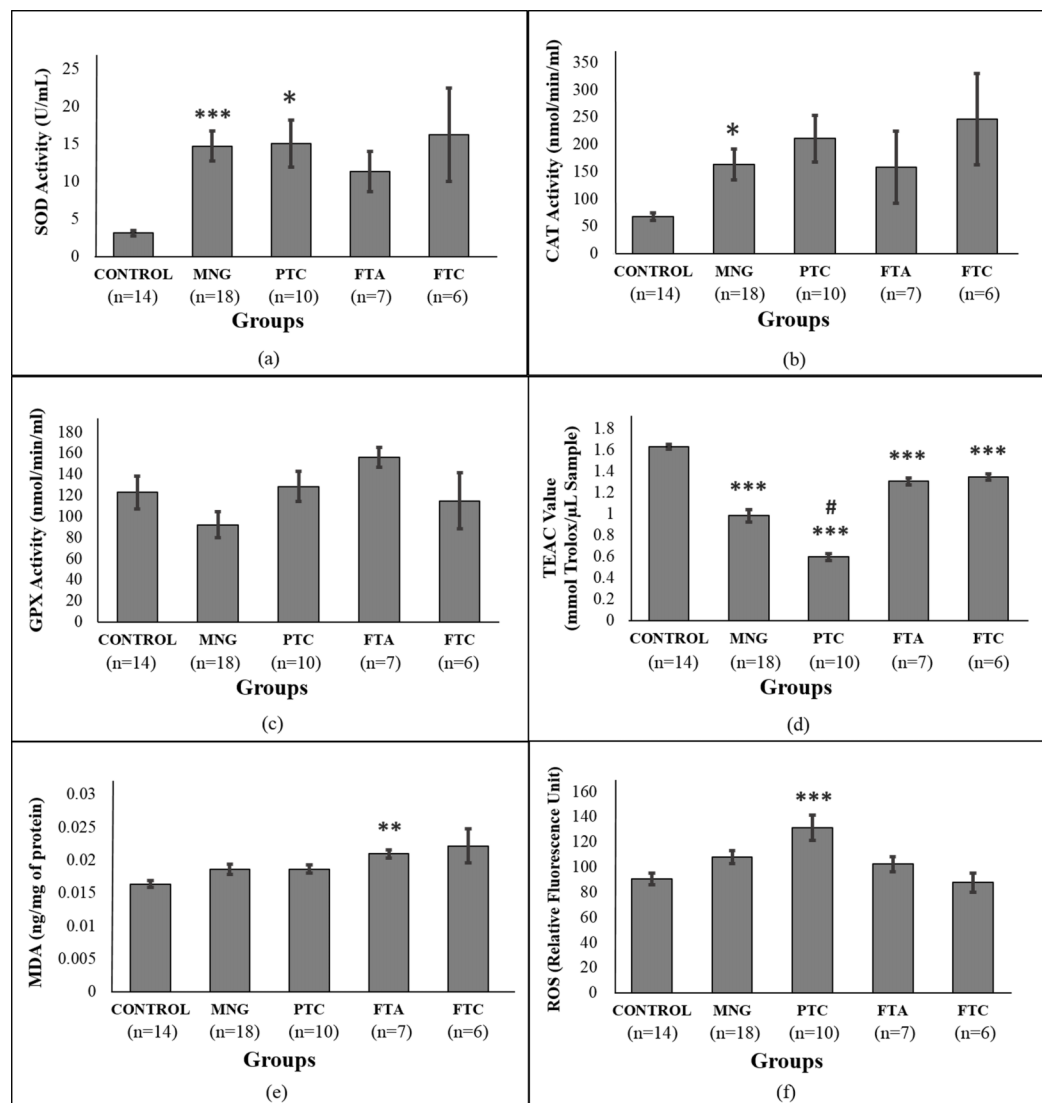 SOD Activity (U/mL)
25
20
15
10
5
0
***
*
CONTROL MNG PTC FTA FTC
(n=14) (n=18) (n=10) (n=7) (n=6)
Groups
(a)
CAT Activity (nmol/min/ml)
350
300
250
200
150
100
50
0
*
CONTROL MNG PTC FTA FTC
(n=14) (n=18) (n=10) (n=7) (n=6)
Groups
(b)
GPX Activity (nmol/min/ml)
180
160
140
120
100
80
60
40
20
0
CONTROL MNG PTC FTA FTC
(n=14) (n=18) (n=10) (n=7) (n=6)
Groups
(c)
TEAC Value
(mmol Trolox/µL Sample)
1.8
1.6
1.4
1.2
1
0.8
0.6
0.4
0.2
0
***
#
***
***
***
CONTROL MNG PTC FTA FTC
(n=14) (n=18) (n=10) (n=7) (n=6)
Groups
(d)
MDA (ng/mg of protein)
0.03
0.025
0.02
0.015
0.01
0.005
0
**
CONTROL MNG PTC FTA FTC
(n=14) (n=18) (n=10) (n=7) (n=6)
Groups
(e)
ROS (Relative Fluorescence Unit)
160
140
120
100
80
60
40
20
0
***
CONTROL MNG PTC FTA FTC
(n=14) (n=18) (n=10) (n=7) (n=6)
Groups
(f)